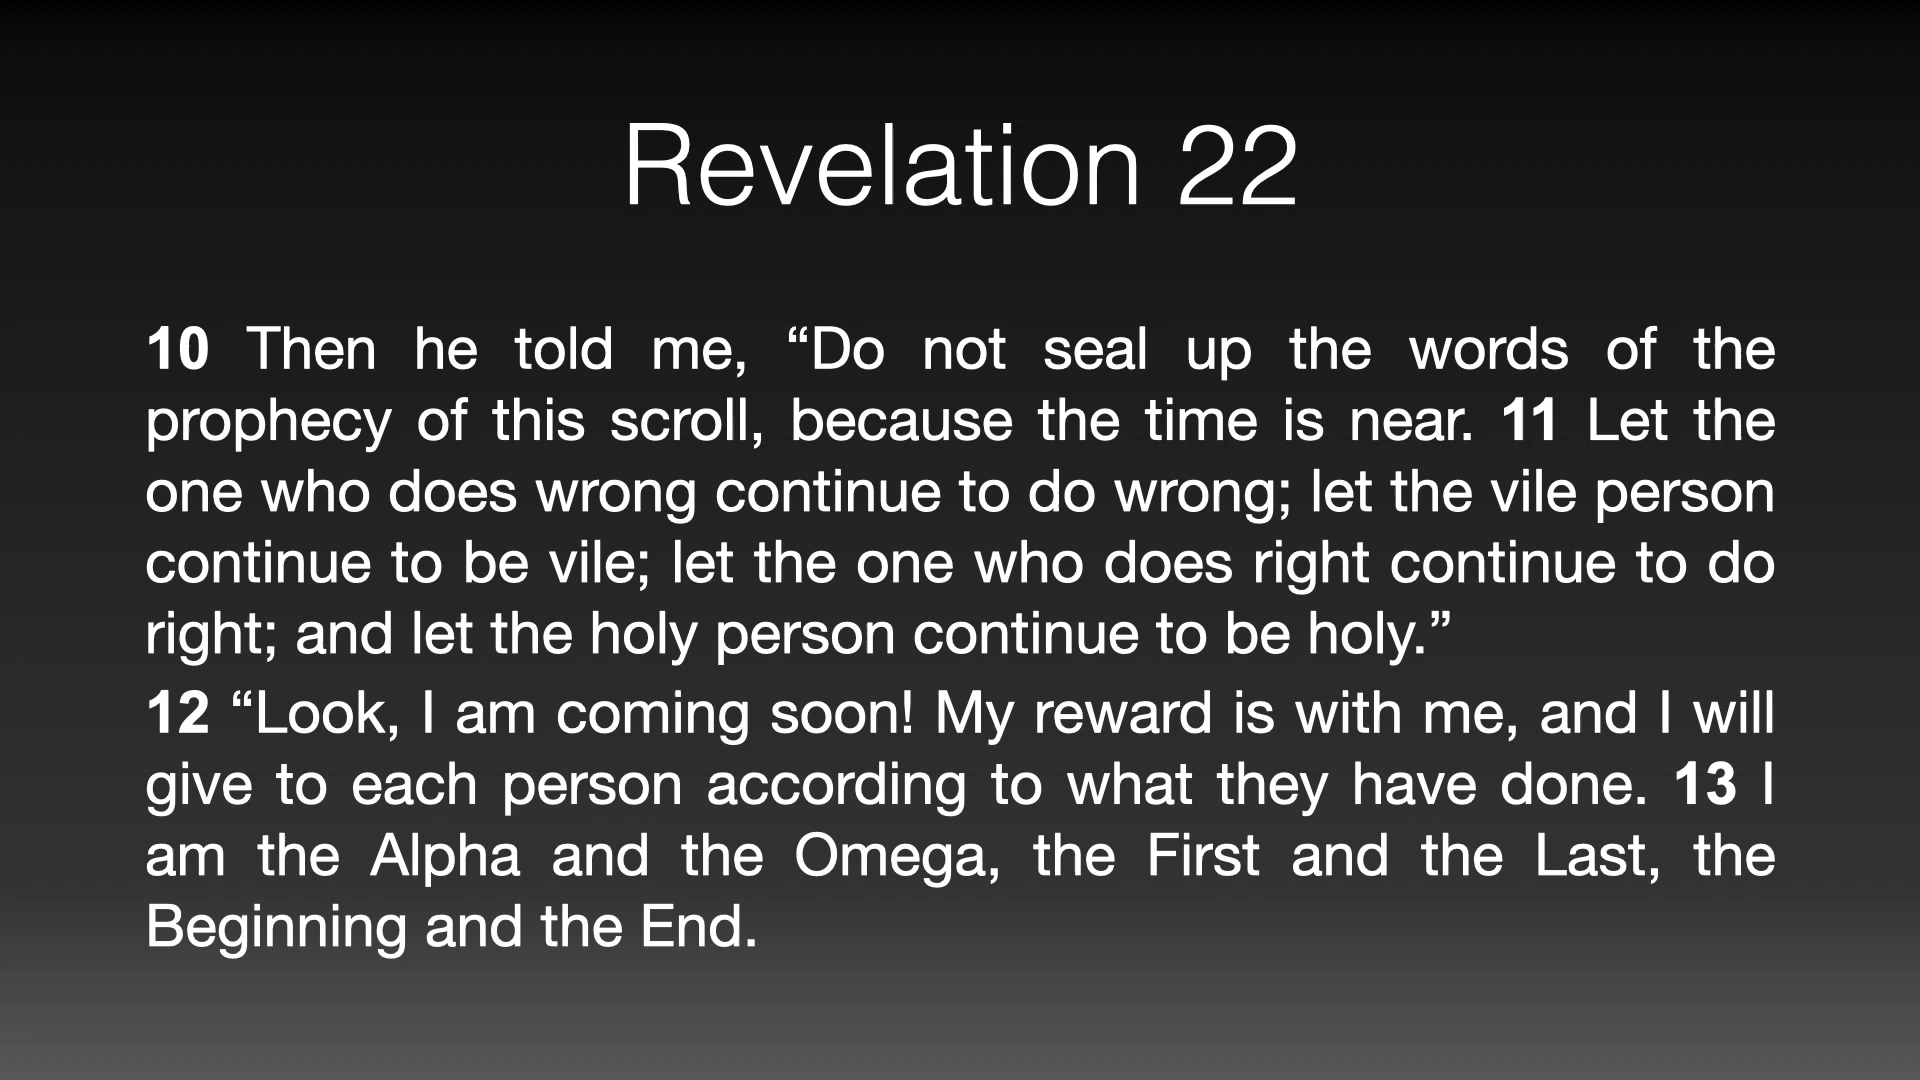 Revelation 22
10 Then he told me, “Do not seal up the words of the
prophecy of this scroll, because the time is near. 11 Let the
one who does wrong continue to do wrong; let the vile person
continue to be vile; let the one who does right continue to do
right; and let the holy person continue to be holy.”
12 “Look, I am coming soon! My reward is with me, and I will
give to each person according to what they have done. 13 I
am the Alpha and the Omega, the First and the Last, the
Beginning and the End.